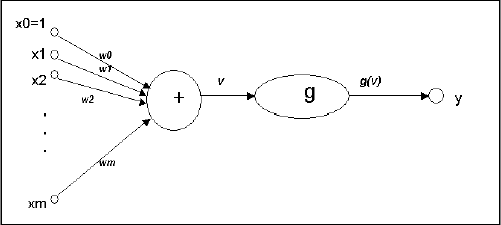 x0=1
w0
x1
w1
x2
w2
+
v
g
g(v)
y
.
.
.
wm
xm